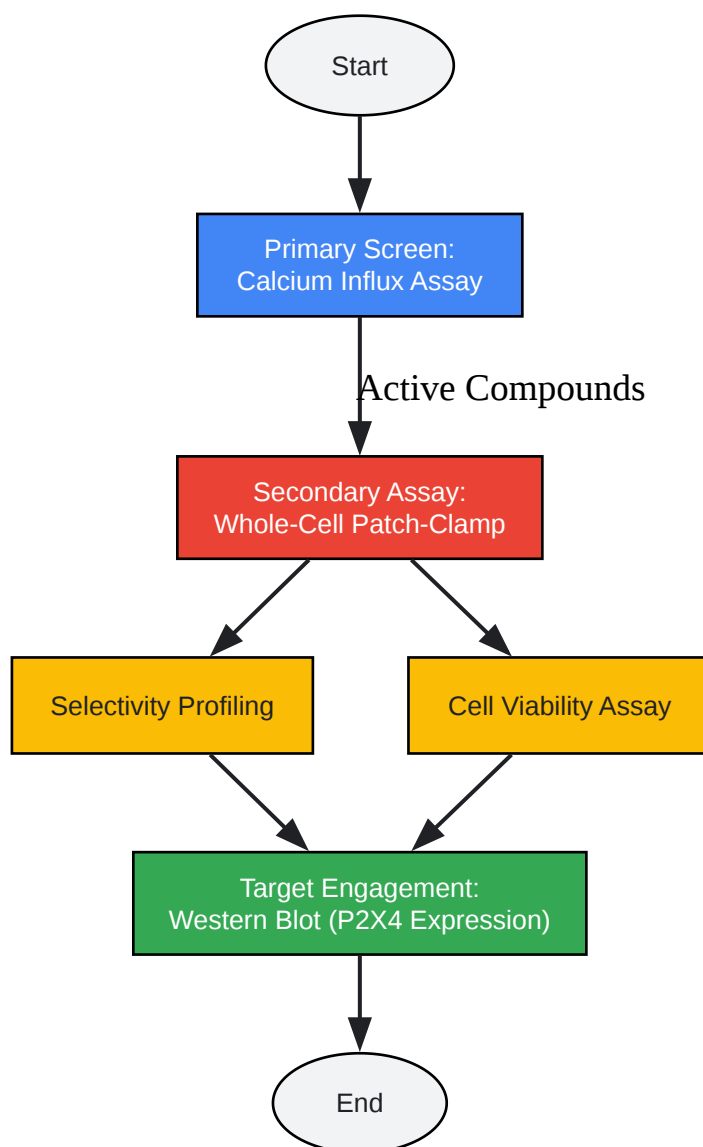 Start
Primary Screen:
Calcium Influx Assay
Active Compounds
Secondary Assay:
Whole-Cell Patch-Clamp
Selectivity Profiling
Cell Viability Assay
Target Engagement:
Western Blot (P2X4 Expression)
End